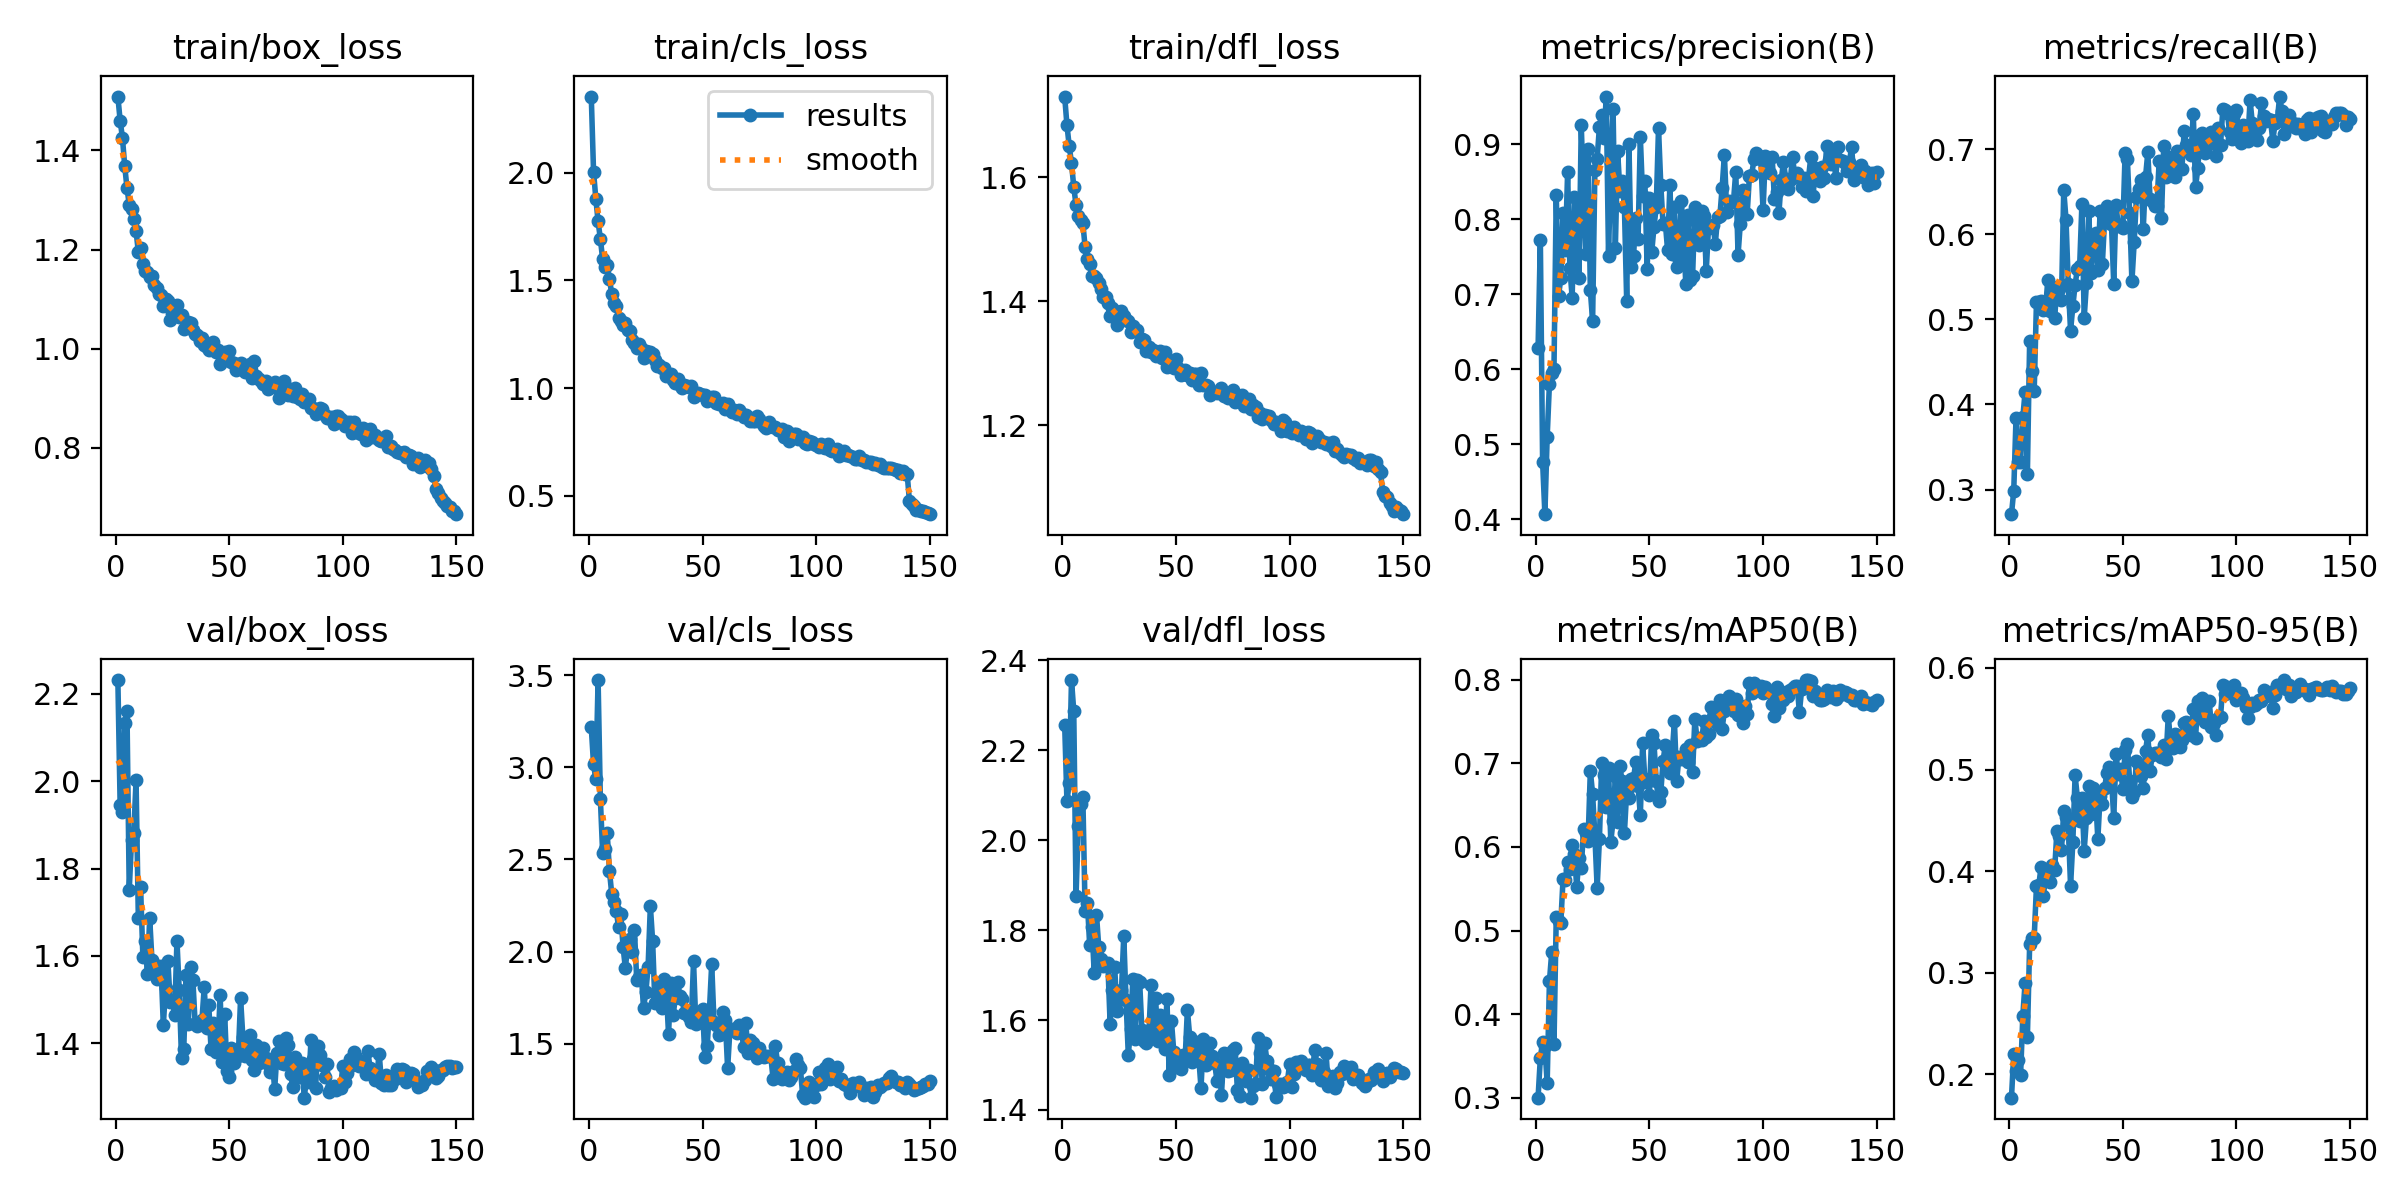 train/box_loss
train/cls_loss
train/dfl_loss
metrics/precision(B)
metrics/recall(B)
1.4
1.2
1.0
0.8
0 50 100 150
results
smooth
2.0
1.5
1.0
0.5
0 50 100 150
1.6
1.4
1.2
0 50 100 150
0.9
0.8
0.7
0.6
0.5
0.4
0 50 100 150
0.7
0.6
0.5
0.4
0.3
0 50 100 150
val/box_loss
val/cls_loss
val/dfl_loss
metrics/mAP50(B)
metrics/mAP50-95(B)
2.2
2.0
1.8
1.6
1.4
0 50 100 150
3.5
3.0
2.5
2.0
1.5
0 50 100 150
2.4
2.2
2.0
1.8
1.6
1.4
0 50 100 150
0.8
0.7
0.6
0.5
0.4
0.3
0 50 100 150
0.6
0.5
0.4
0.3
0.2
0 50 100 150